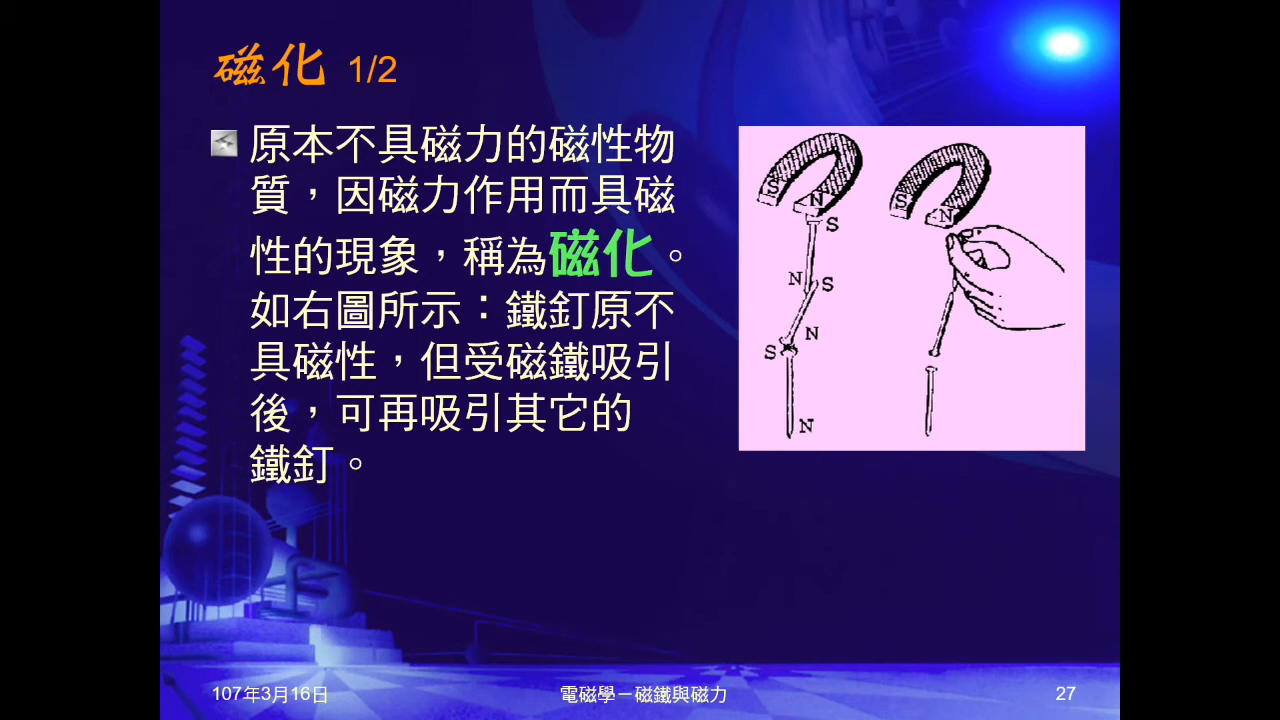 磁化 1/2
原本不具磁力的磁性物
質，因磁力作用而具磁
性的現象，稱為磁化。
如右圖所示：鐵釘原不
具磁性，但受磁鐵吸引
後，可再吸引其它的
鐵釘。
S
N
S
N
S
N
S
N
S
N
107年3月16日
電磁學－磁鐵與磁力
27